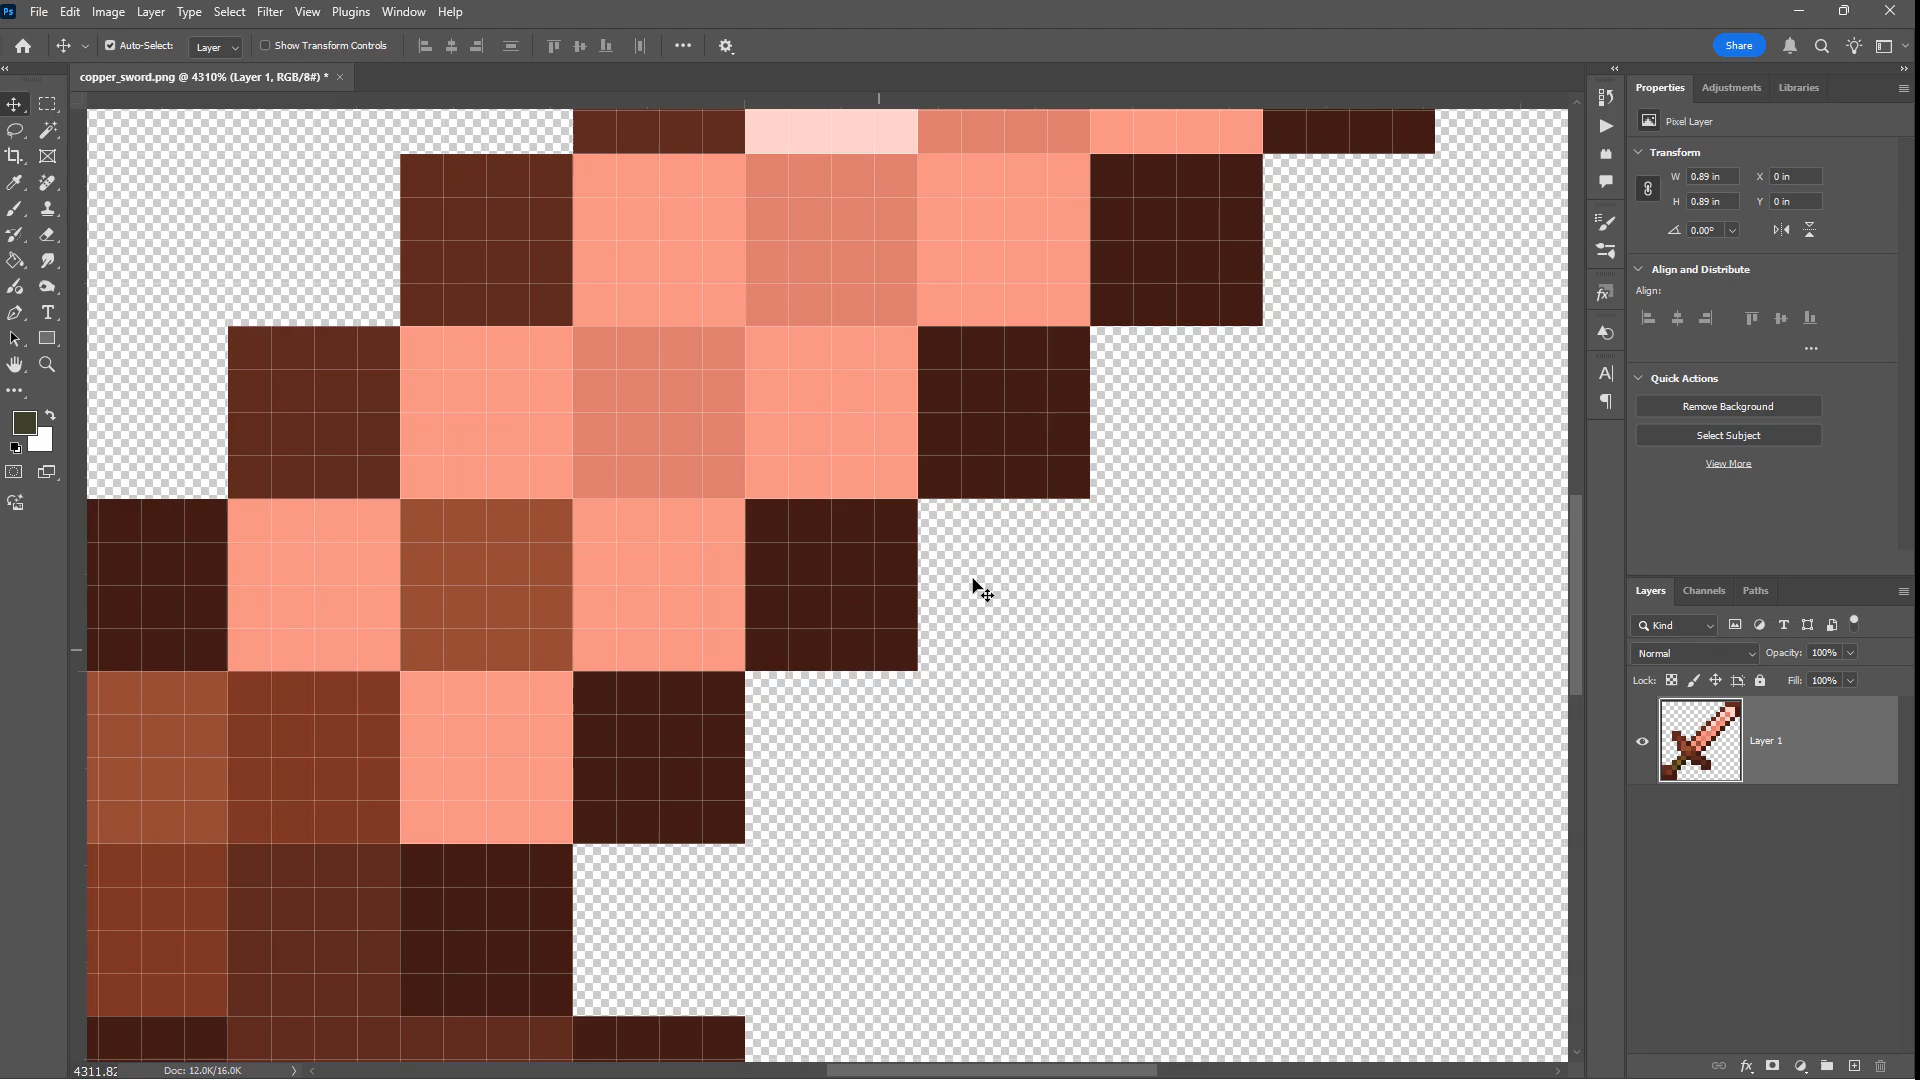 Ps File Edit Image Layer Type Select Filter View Plugins Window Help
Auto-Select: Layer Show Transform Controls Share
copper_sword.png @ 4310% (Layer 1, RGB/8#) *
Properties Adjustments Libraries
Pixel Layer
Transform
W 0.89 in X 0 in
H 0.89 in Y 0 in
0.00°
Align and Distribute
Align:
Quick Actions
Remove Background
Select Subject
View More
Layers Channels Paths
Kind
Normal Opacity: 100%
Lock: Fill: 100%
Layer 1
4311.82 Doc: 12.0K/16.0K